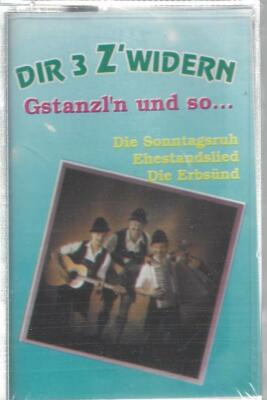 DIR 3 Z'WIDERN
Gstanzl'n und so...
Die Sonntagsruh
Ehestandslied
Die Erbsünd